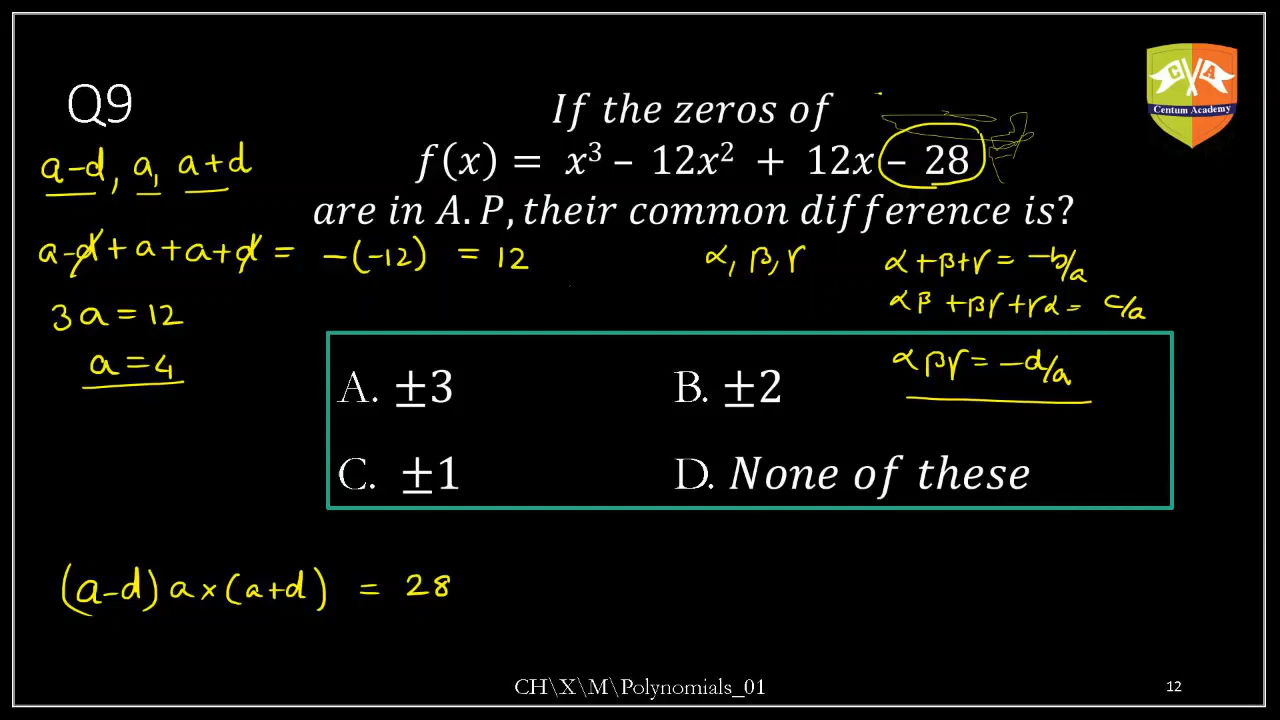 Q9
If the zeros of
f(x) = x³ – 12x² + 12x – 28
are in A.P, their common difference is?
C A
Centum Academy
a-d, a, a+d
a-d + a + a+d = -(-12) = 12
3a = 12
a = 4
α, β, γ
α+β+γ = -b/a
αβ+βγ+γα = c/a
αβγ = -d/a
A. ±3
B. ±2
C. ±1
D. None of these
(a-d) a × (a+d) = 28
CH\X\M\Polynomials_01
12